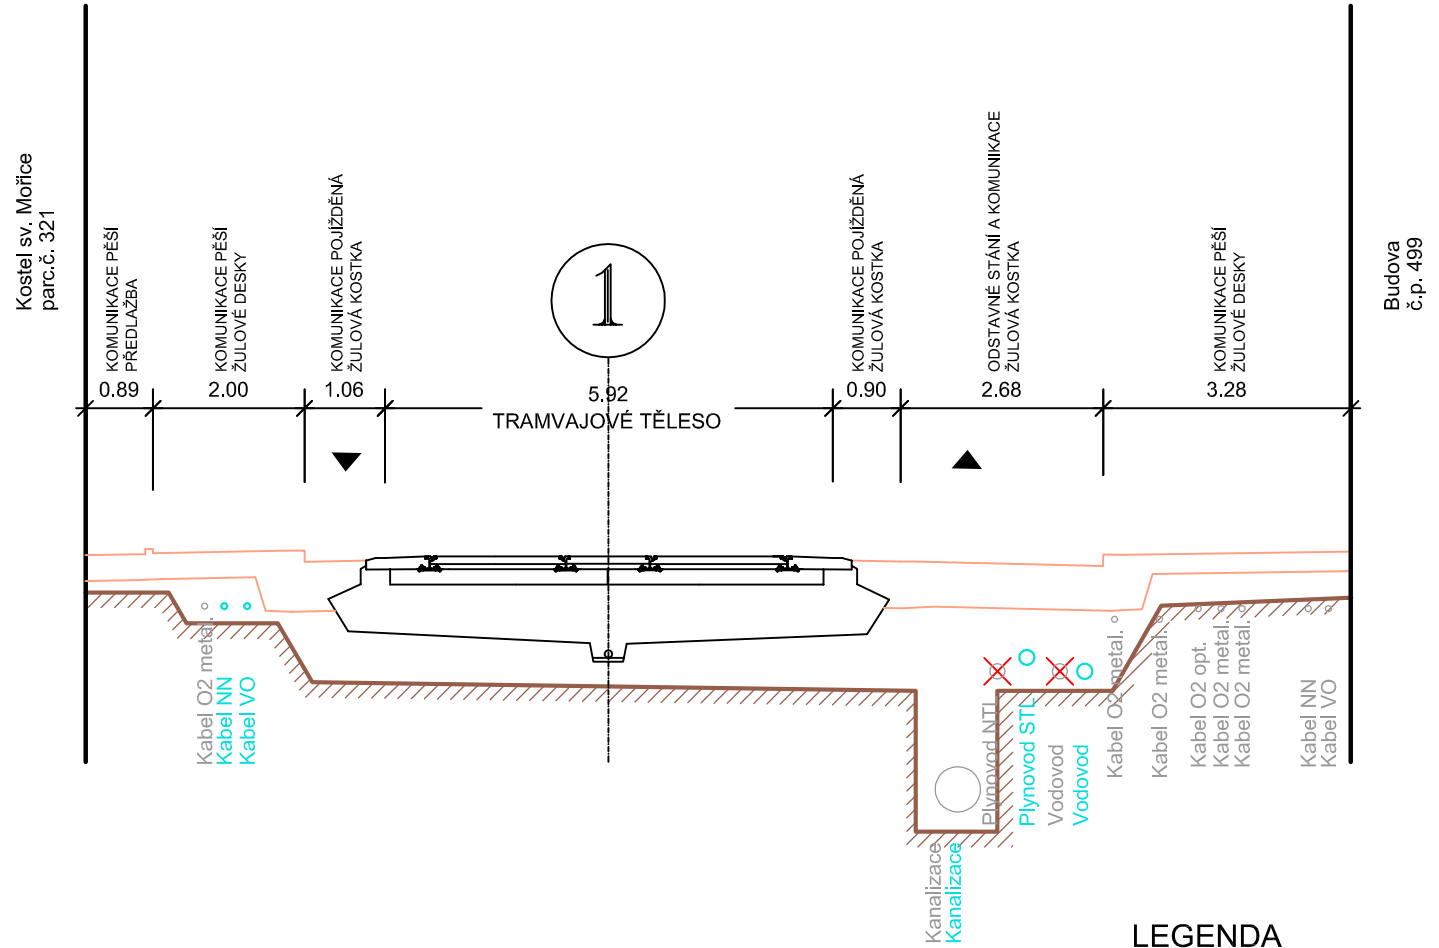 Kostel sv. Mořice
parc.č. 321
KOMUNIKACE PĚŠÍ
PŘEDLAŽBA
0.89
KOMUNIKACE PĚŠÍ
ŽULOVÉ DESKY
2.00
KOMUNIKACE POJÍŽDĚNÁ
ŽULOVÁ KOSTKA
1.06
1
5.92
TRAMVAJOVÉ TĚLESO
KOMUNIKACE POJÍŽDĚNÁ
ŽULOVÁ KOSTKA
0.90
ODSTAVNÉ STÁNÍ A KOMUNIKACE
ŽULOVÁ KOSTKA
2.68
KOMUNIKACE PĚŠÍ
ŽULOVÉ DESKY
3.28
Budova
č.p. 499
Kabel O2 metal.
Kabel NN
Kabel VO
Kanalizace
Kanalizace
Plynovod NTL
Plynovod STL
Vodovod
Vodovod
Kabel O2 metal.
Kabel O2 metal.
Kabel O2 opt.
Kabel O2 metal.
Kabel O2 metal.
Kabel NN
Kabel VO
LEGENDA